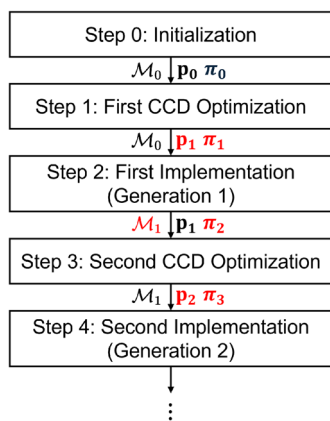 Step 0: Initialization
ℳ₀ 𝐩₀ 𝝅₀
Step 1: First CCD Optimization
ℳ₀ 𝐩₁ 𝝅₁
Step 2: First Implementation
(Generation 1)
ℳ₁ 𝐩₁ 𝝅₂
Step 3: Second CCD Optimization
ℳ₁ 𝐩₂ 𝝅₃
Step 4: Second Implementation
(Generation 2)
⋮